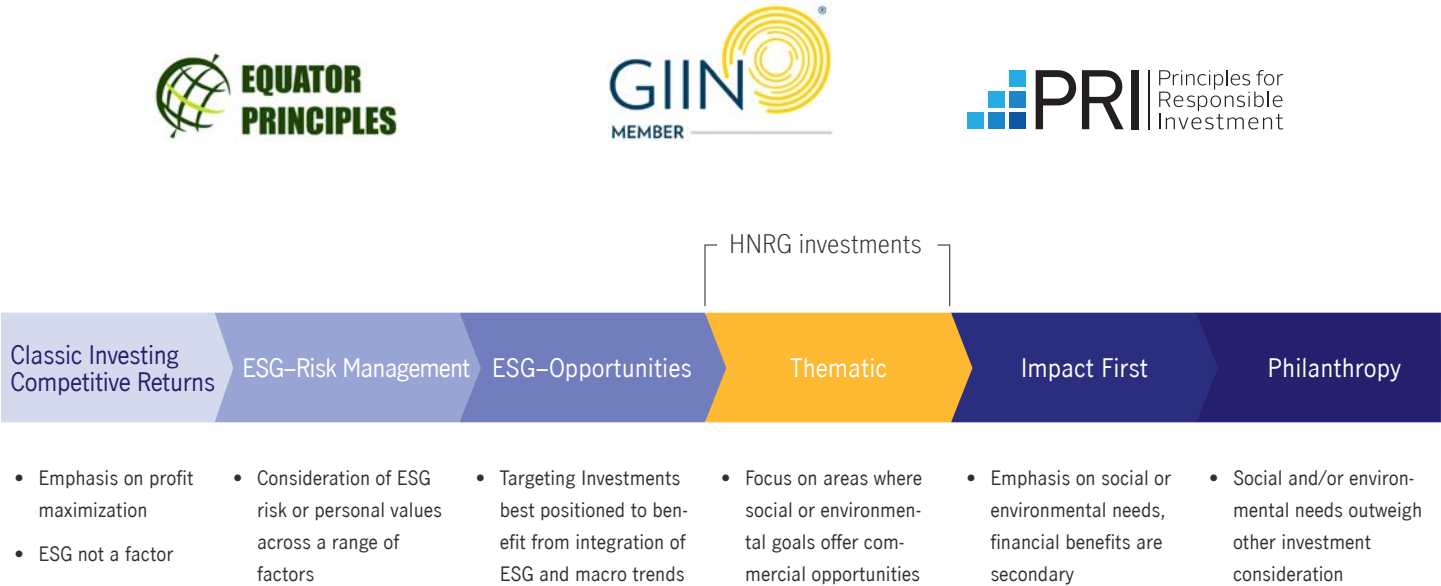 EQUATOR
PRINCIPLES
GIIN
®
MEMBER
PRI
Principles for
Responsible
Investment
HNRG investments
Classic Investing
Competitive Returns
ESG–Risk Management
ESG–Opportunities
Thematic
Impact First
Philanthropy
• Emphasis on profit
maximization
• ESG not a factor
• Consideration of ESG
risk or personal values
across a range of
factors
• Targeting Investments
best positioned to ben-
efit from integration of
ESG and macro trends
• Focus on areas where
social or environmen-
tal goals offer com-
mercial opportunities
• Emphasis on social or
environmental needs,
financial benefits are
secondary
• Social and/or environ-
mental needs outweigh
other investment
consideration